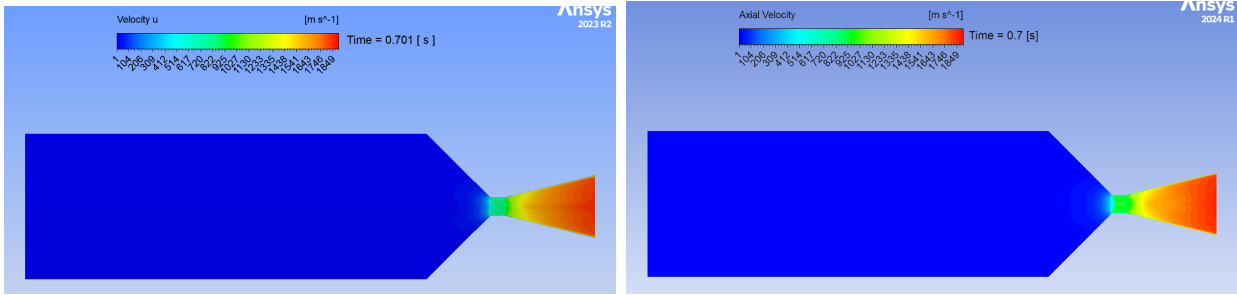 Ansys
2023 R2
Velocity u [m s^-1]
Time = 0.701 [ s ]
1 104 206 309 412 514 617 720 822 925 1027 1130 1233 1335 1438 1541 1643 1746 1849
Ansys
2024 R1
Axial Velocity [m s^-1]
Time = 0.7 [s]
1 104 206 309 412 514 617 720 822 925 1027 1130 1233 1335 1438 1541 1643 1746 1849